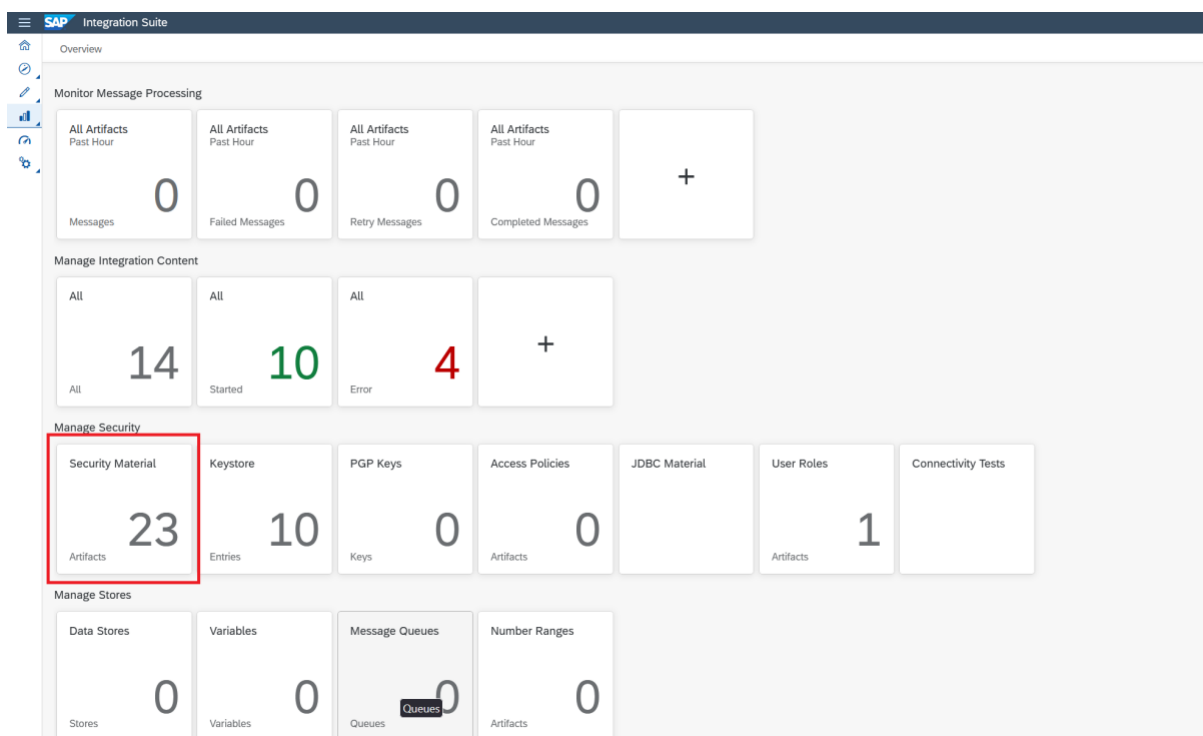 SAP Integration Suite
Overview
Monitor Message Processing
All Artifacts
Past Hour
0
Messages
All Artifacts
Past Hour
0
Failed Messages
All Artifacts
Past Hour
0
Retry Messages
All Artifacts
Past Hour
0
Completed Messages
+
Manage Integration Content
All
14
All
All
10
Started
All
4
Error
+
Manage Security
Security Material
23
Artifacts
Keystore
10
Entries
PGP Keys
0
Keys
Access Policies
0
Artifacts
JDBC Material
User Roles
1
Artifacts
Connectivity Tests
Manage Stores
Data Stores
0
Stores
Variables
0
Variables
Message Queues
0
Queues
Queues
Number Ranges
0
Artifacts